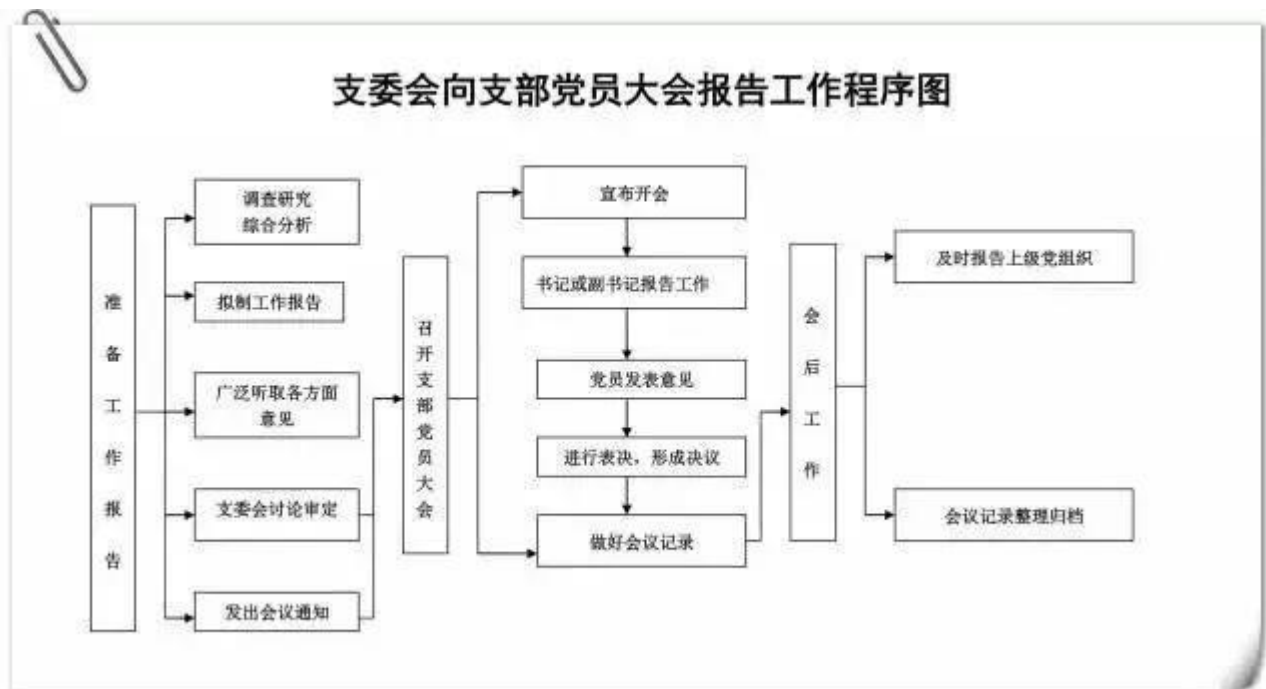 支委会向支部党员大会报告工作程序图
准备工作报告
调查研究
综合分析
拟制工作报告
广泛听取各方面
意见
支委会讨论审定
发出会议通知
召开支部党员大会
宣布开会
书记或副书记报告工作
党员发表意见
进行表决，形成决议
做好会议记录
会后工作
及时报告上级党组织
会议记录整理归档